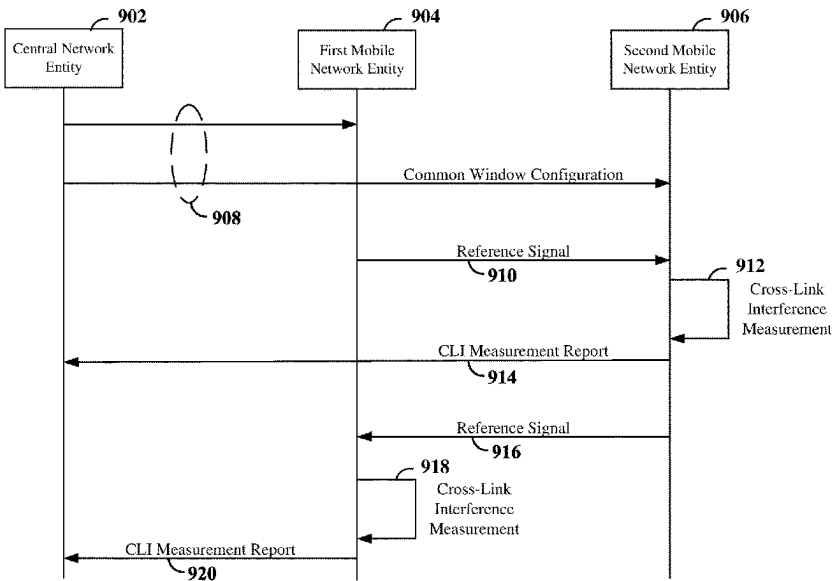 902
904
906
Central Network
Entity
First Mobile
Network Entity
Second Mobile
Network Entity
Common Window Configuration
908
Reference Signal
910
912
Cross-Link
Interference
Measurement
CLI Measurement Report
914
Reference Signal
916
918
Cross-Link
Interference
Measurement
CLI Measurement Report
920